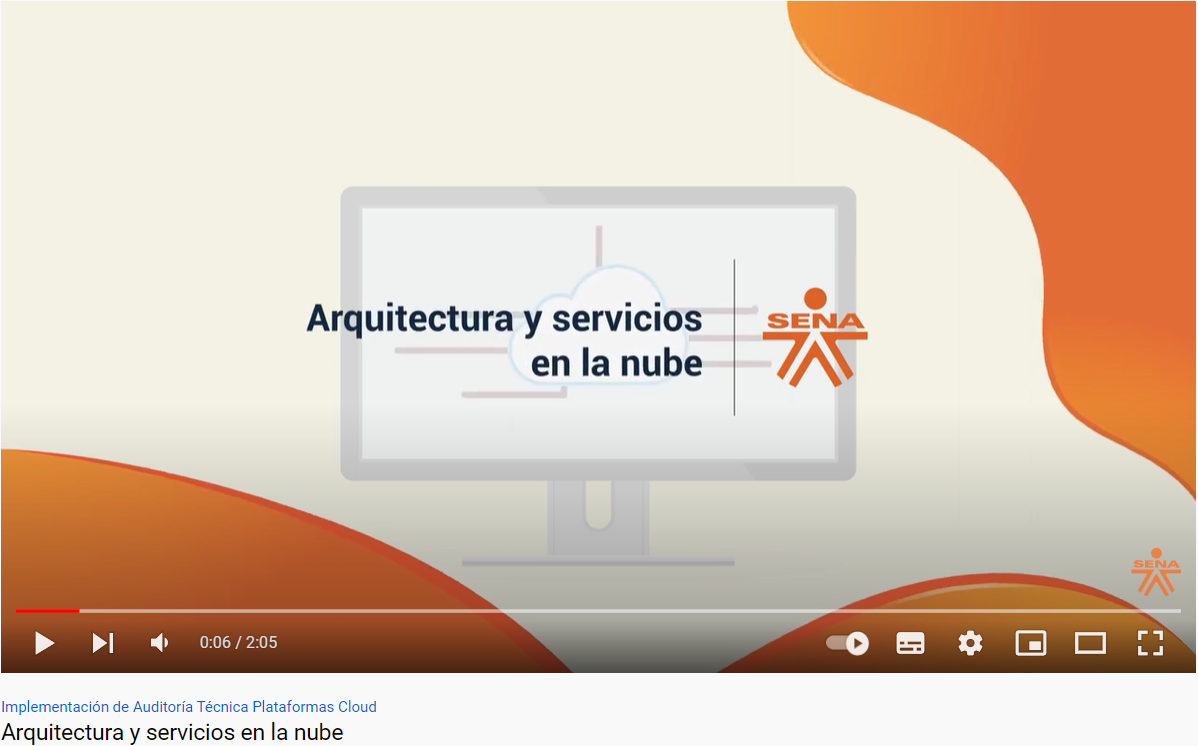 Arquitectura y servicios
en la nube
SENA
SENA
0:06 / 2:05
Implementación de Auditoría Técnica Plataformas Cloud
Arquitectura y servicios en la nube